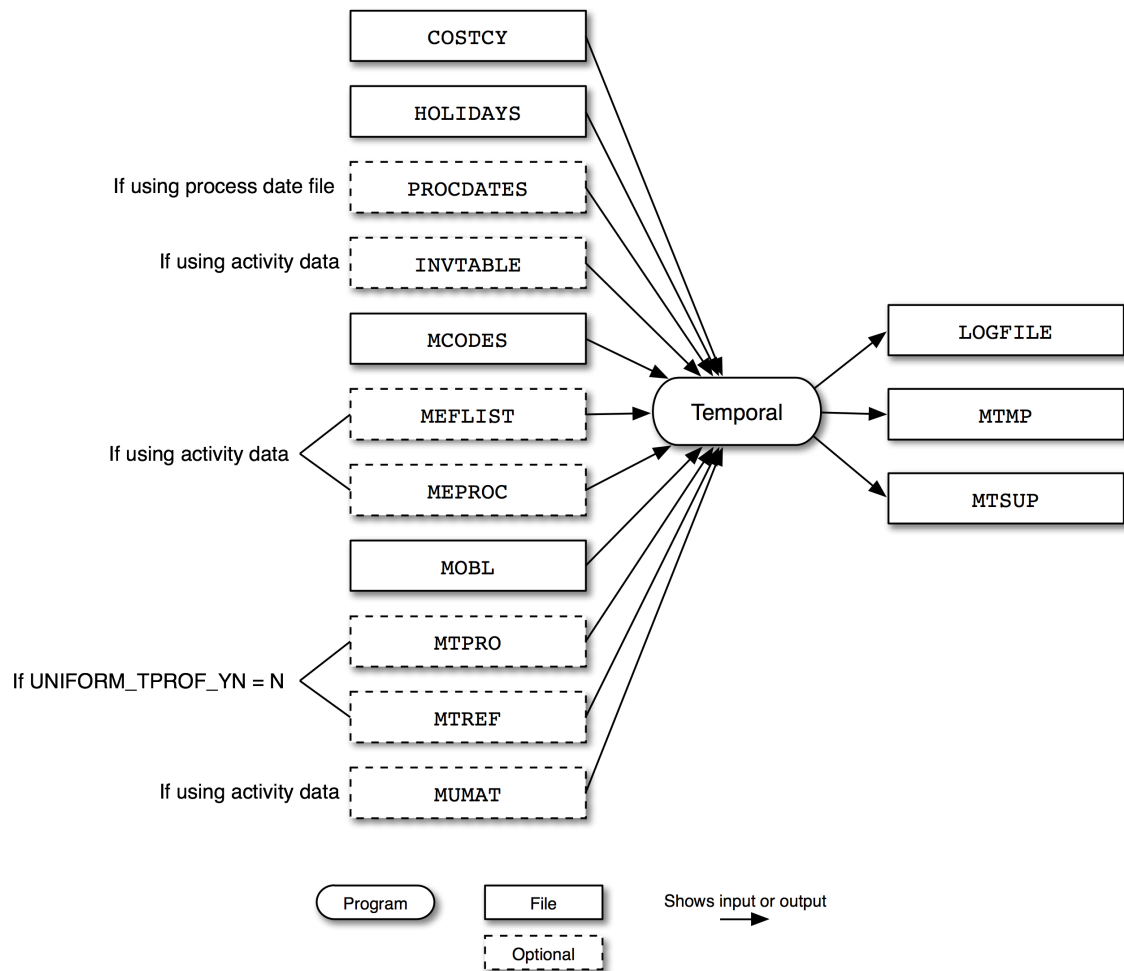 COSTCY
HOLIDAYS
If using process date file
PROCDATES
If using activity data
INVTABLE
MCODES
MEFLIST
If using activity data
MEPROC
MOBL
MTPRO
If UNIFORM_TPROF_YN = N
MTREF
If using activity data
MUMAT
Temporal
LOGFILE
MTMP
MTSUP
Program
File
Shows input or output
Optional